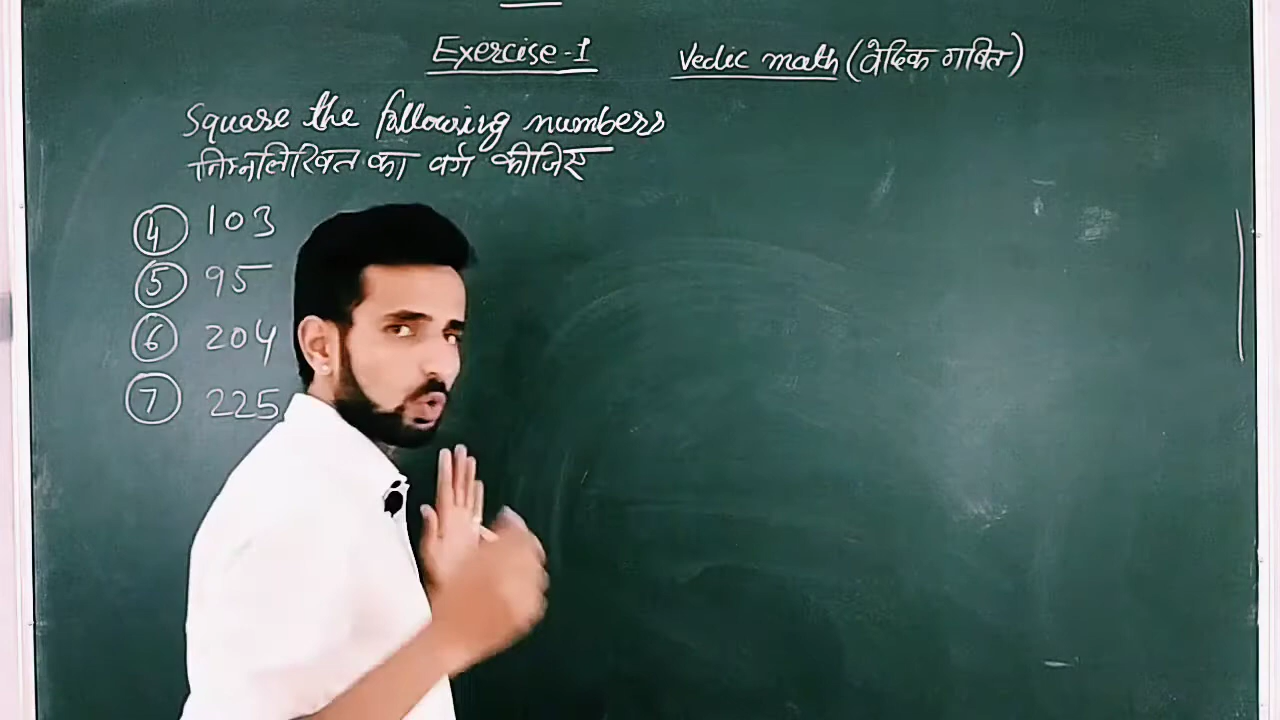 Exercise-1 Vedic math (वैदिक गणित)
Square the following numbers
निम्नलिखित का वर्ग कीजिए
4 103
5 95
6 204
7 225